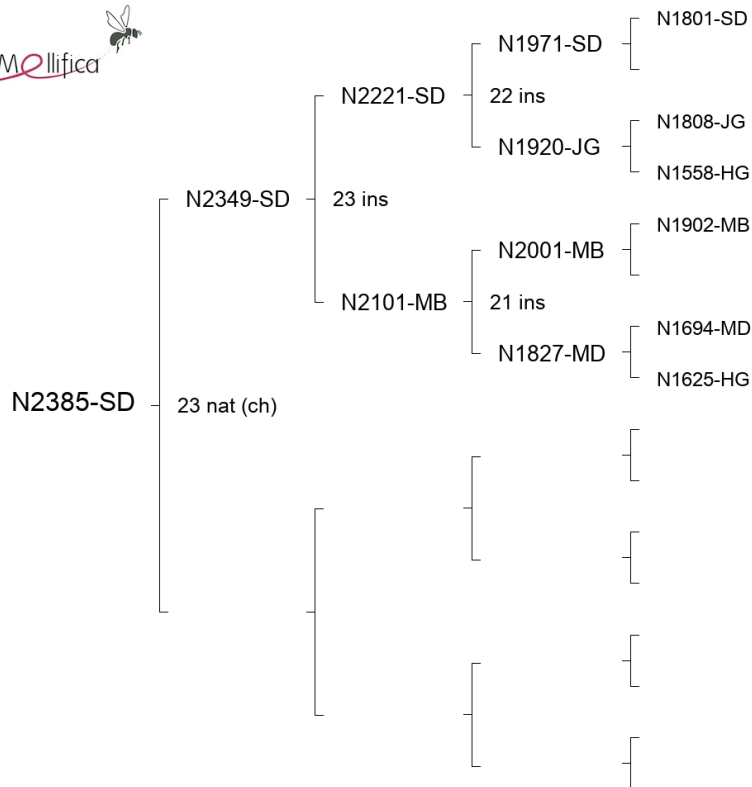 Mellifica
N1801-SD
N1971-SD
N2221-SD
22 ins
N1808-JG
N1920-JG
N1558-HG
N2349-SD
23 ins
N1902-MB
N2001-MB
N2101-MB
21 ins
N1694-MD
N1827-MD
N1625-HG
N2385-SD
23 nat (ch)